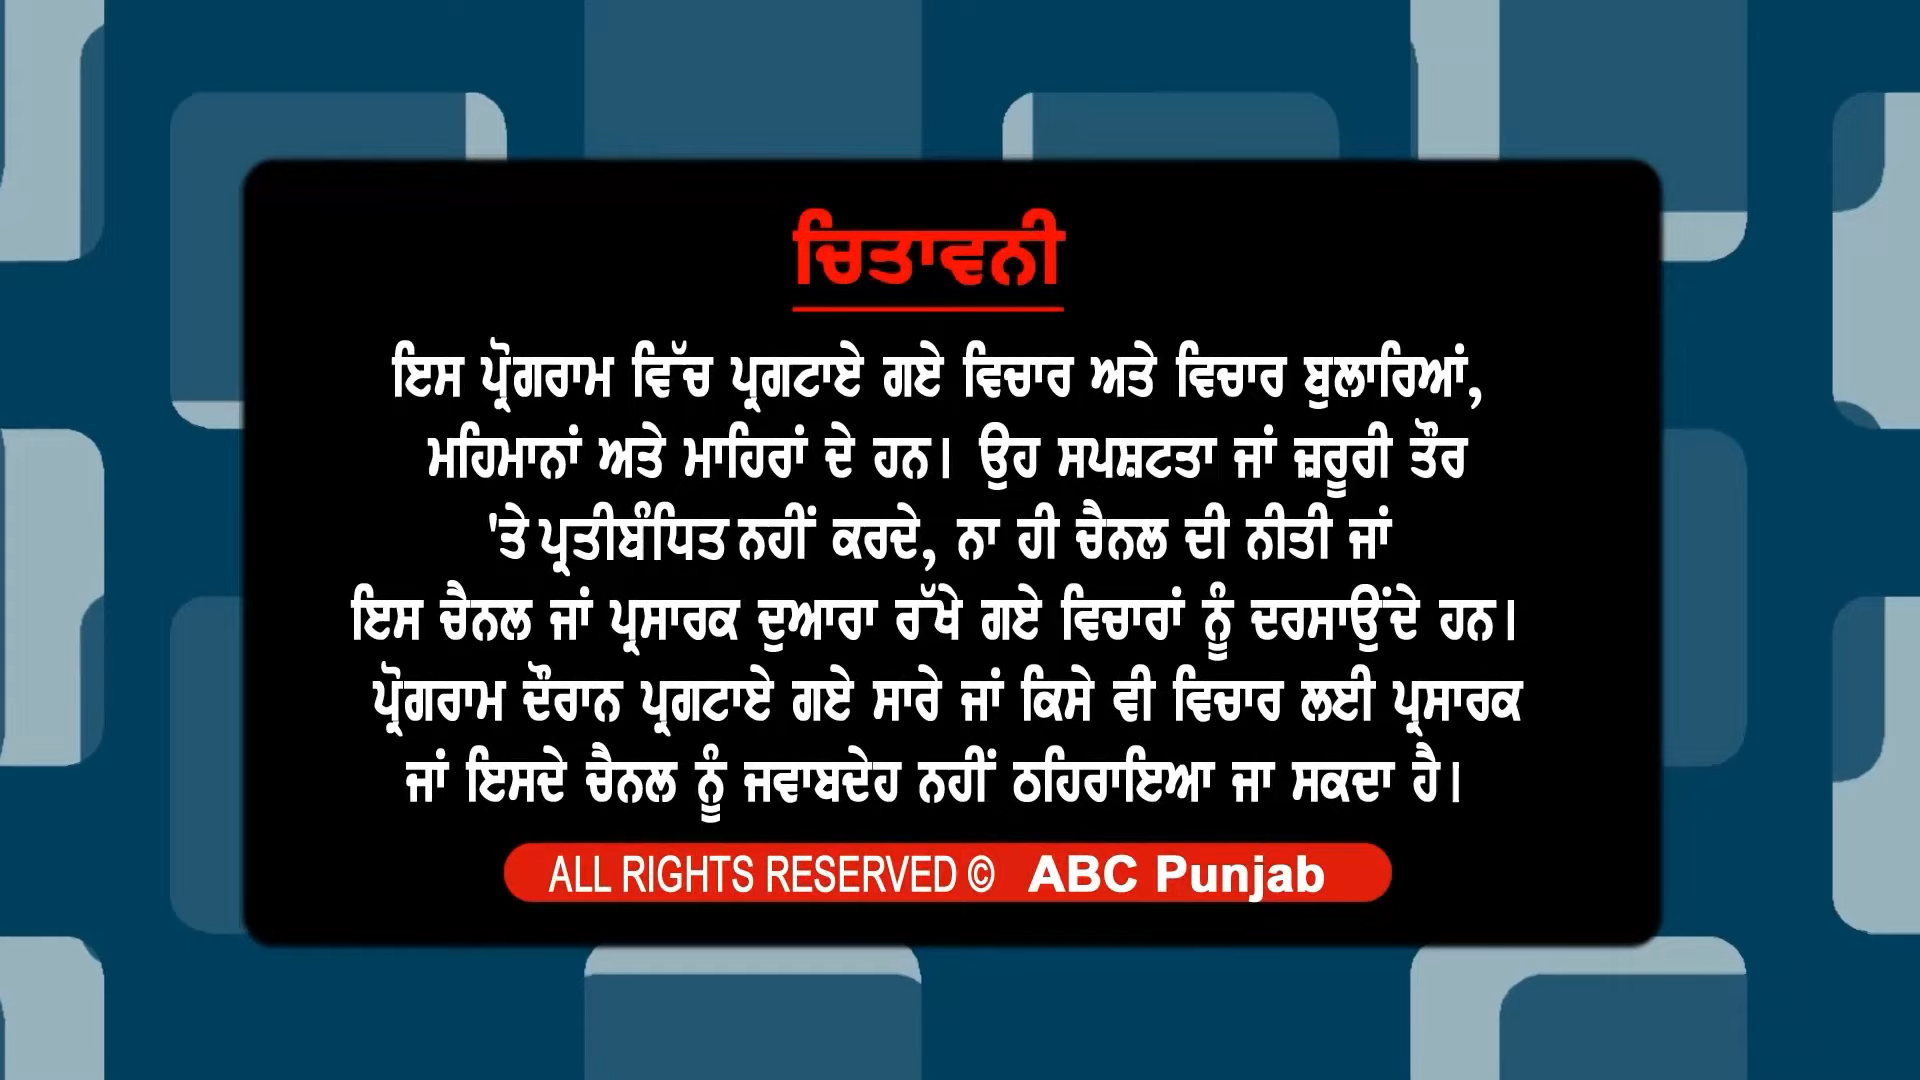 ਚਿਤਾਵਨੀ
ਇਸ ਪ੍ਰੋਗਰਾਮ ਵਿੱਚ ਪ੍ਰਗਟਾਏ ਗਏ ਵਿਚਾਰ ਅਤੇ ਵਿਚਾਰ ਬੁਲਾਰਿਆਂ,
ਮਹਿਮਾਨਾਂ ਅਤੇ ਮਾਹਿਰਾਂ ਦੇ ਹਨ। ਉਹ ਸਪਸ਼ਟਤਾ ਜਾਂ ਜ਼ਰੂਰੀ ਤੌਰ
'ਤੇ ਪ੍ਰਤੀਬੰਧਿਤ ਨਹੀਂ ਕਰਦੇ, ਨਾ ਹੀ ਚੈਨਲ ਦੀ ਨੀਤੀ ਜਾਂ
ਇਸ ਚੈਨਲ ਜਾਂ ਪ੍ਰਸਾਰਕ ਦੁਆਰਾ ਰੱਖੇ ਗਏ ਵਿਚਾਰਾਂ ਨੂੰ ਦਰਸਾਉਂਦੇ ਹਨ।
ਪ੍ਰੋਗਰਾਮ ਦੌਰਾਨ ਪ੍ਰਗਟਾਏ ਗਏ ਸਾਰੇ ਜਾਂ ਕਿਸੇ ਵੀ ਵਿਚਾਰ ਲਈ ਪ੍ਰਸਾਰਕ
ਜਾਂ ਇਸਦੇ ਚੈਨਲ ਨੂੰ ਜਵਾਬਦੇਹ ਨਹੀਂ ਠਹਿਰਾਇਆ ਜਾ ਸਕਦਾ ਹੈ।
ALL RIGHTS RESERVED © ABC Punjab